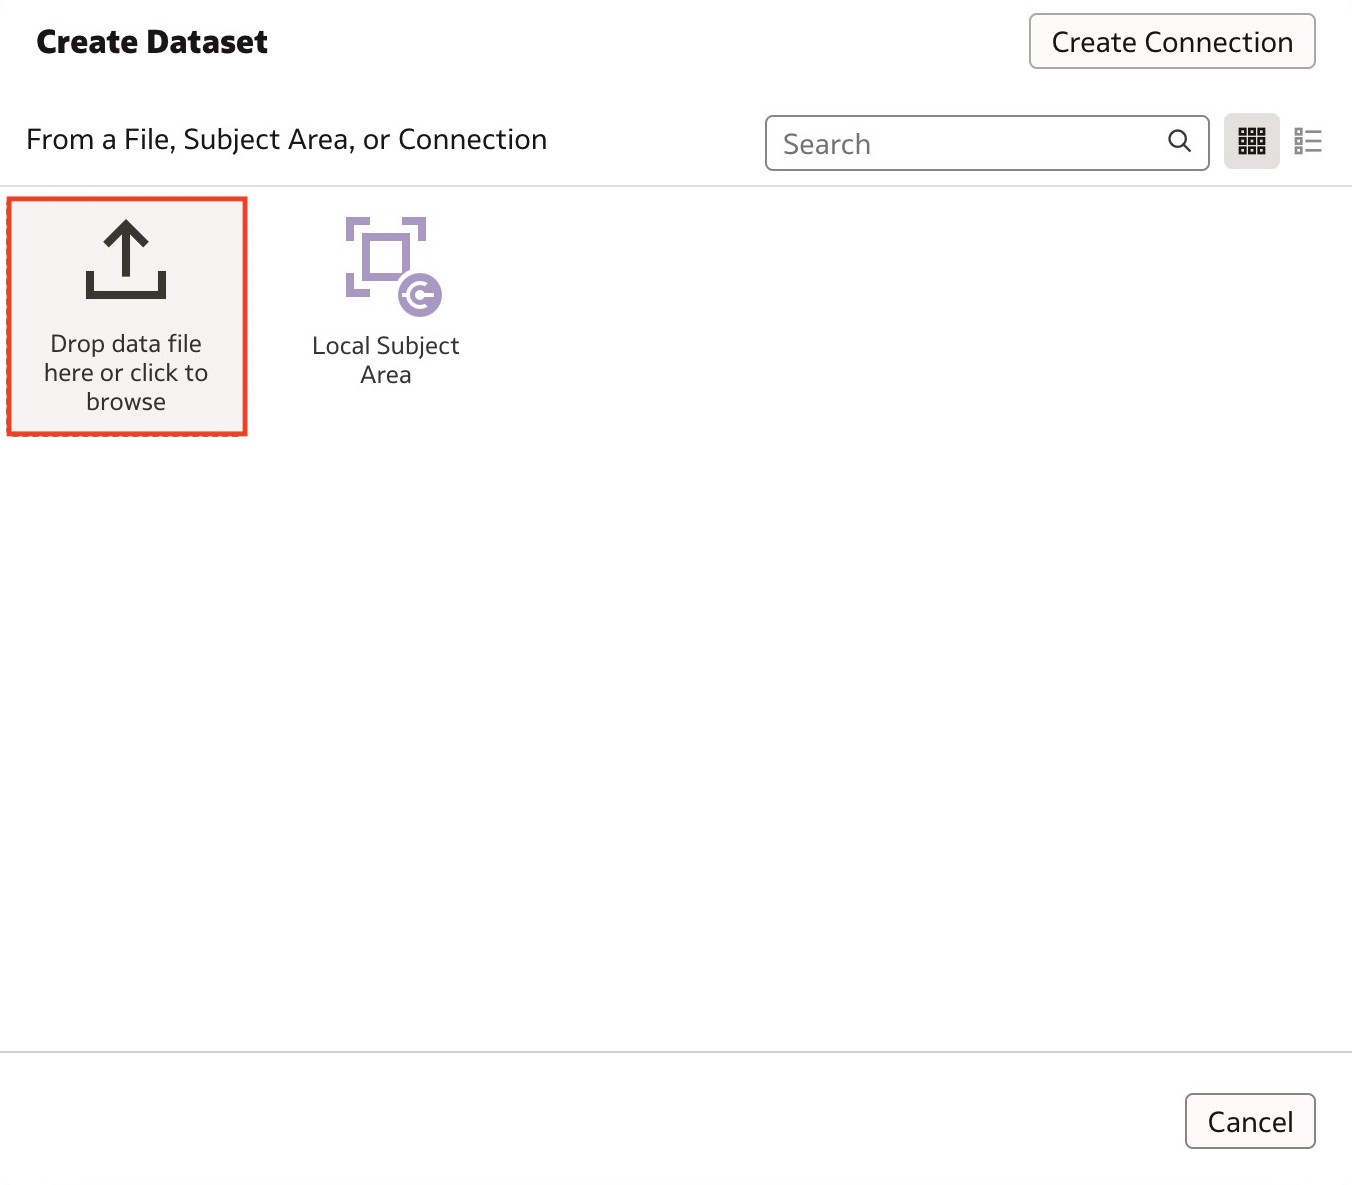 Create Dataset
Create Connection
From a File, Subject Area, or Connection
Search
Drop data file
here or click to
browse
Local Subject
Area
Cancel